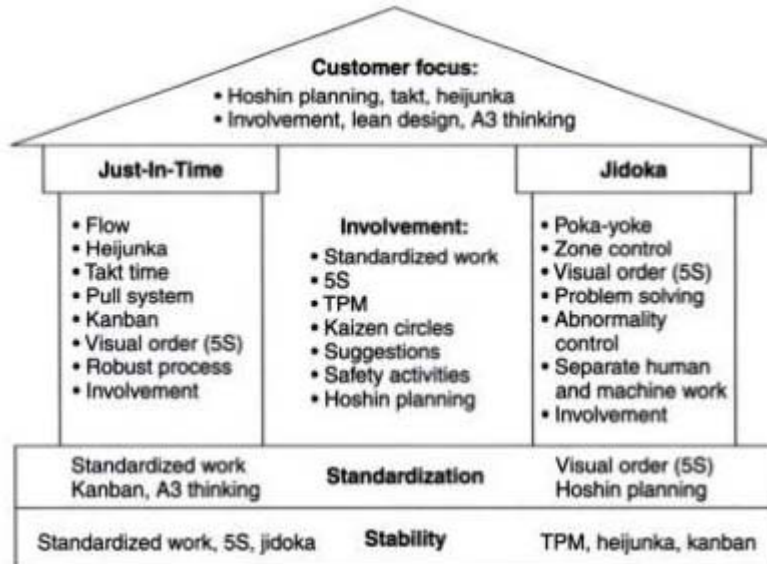 Customer focus:
• Hoshin planning, takt, heijunka
• Involvement, lean design, A3 thinking
Just-In-Time
• Flow
• Heijunka
• Takt time
• Pull system
• Kanban
• Visual order (5S)
• Robust process
• Involvement
Involvement:
• Standardized work
• 5S
• TPM
• Kaizen circles
• Suggestions
• Safety activities
• Hoshin planning
Jidoka
• Poka-yoke
• Zone control
• Visual order (5S)
• Problem solving
• Abnormality
control
• Separate human
and machine work
• Involvement
Standardized work
Kanban, A3 thinking
Standardization
Visual order (5S)
Hoshin planning
Standardized work, 5S, jidoka
Stability
TPM, heijunka, kanban